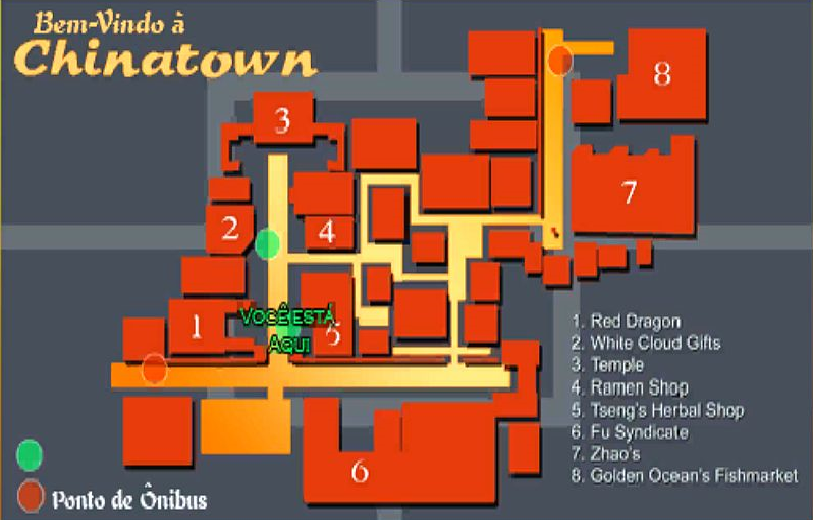 Bem-Vindo à
Chinatown
8
3
7
2
4
VOCÊ ESTÁ
AQUI
1
5
6
1. Red Dragon
2. White Cloud Gifts
3. Temple
4. Ramen Shop
5. Tseng's Herbal Shop
6. Fu Syndicate
7. Zhao's
8. Golden Ocean's Fishmarket
Ponto de Ônibus